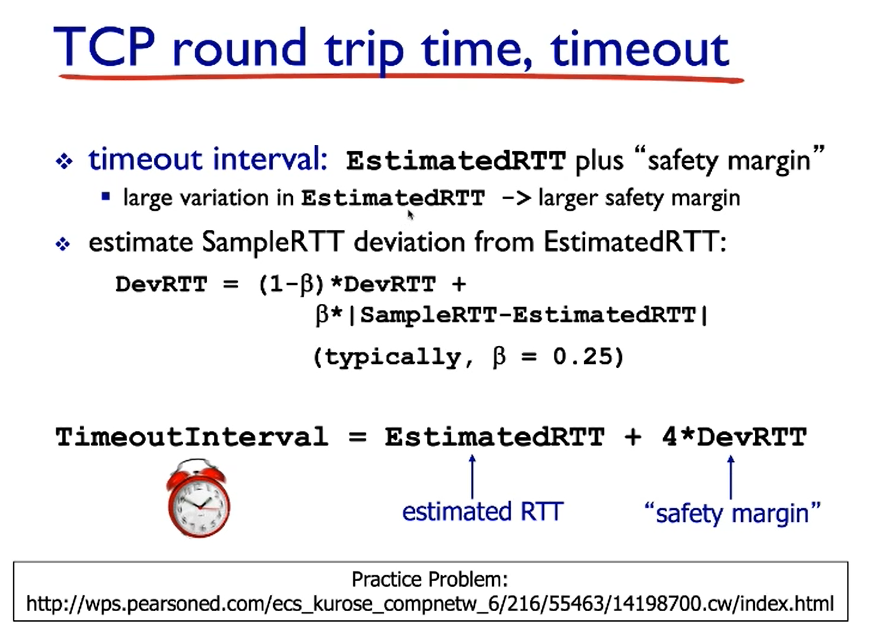 TCP round trip time, timeout
❖ timeout interval: EstimatedRTT plus “safety margin”
▪ large variation in EstimatedRTT -> larger safety margin
❖ estimate SampleRTT deviation from EstimatedRTT:
DevRTT = (1-β)*DevRTT +
β*|SampleRTT-EstimatedRTT|
(typically, β = 0.25)
TimeoutInterval = EstimatedRTT + 4*DevRTT
estimated RTT “safety margin”
Practice Problem:
http://wps.pearsoned.com/ecs_kurose_compnetw_6/216/55463/14198700.cw/index.html